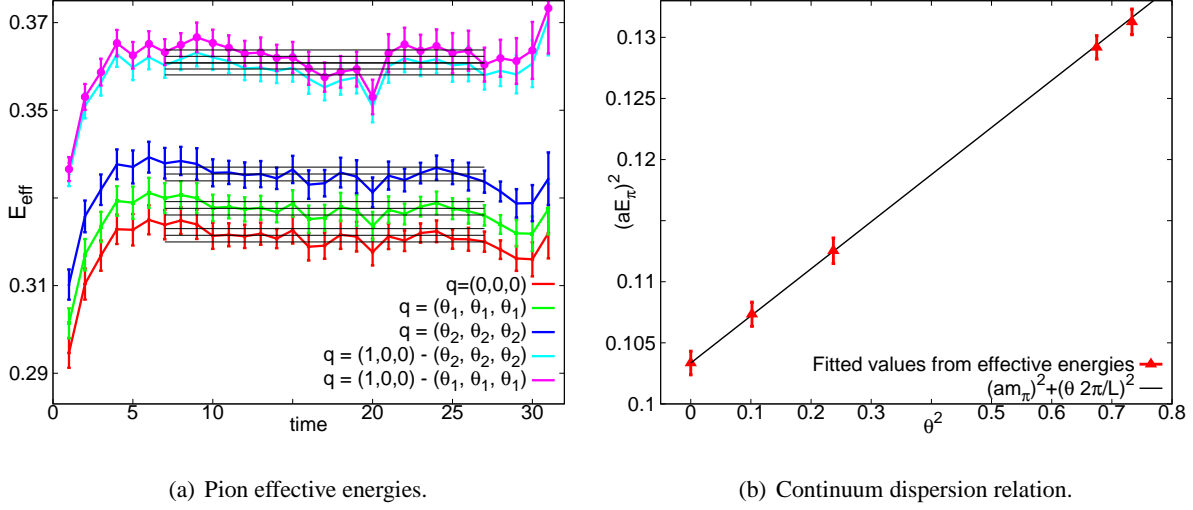 0.37
0.35
0.31
0.29
E_eff
0 5 10 15 20 25 30
time
q=(0,0,0)
q = (θ_1, θ_1, θ_1)
q = (θ_2, θ_2, θ_2)
q = (1,0,0) - (θ_2, θ_2, θ_2)
q = (1,0,0) - (θ_1, θ_1, θ_1)
(a) Pion effective energies.
0.13
0.125
0.12
0.115
0.11
0.105
0.1
(aE_π)^2
0 0.1 0.2 0.3 0.4 0.5 0.6 0.7 0.8
θ^2
Fitted values from effective energies
(am_π)^2+(θ 2π/L)^2
(b) Continuum dispersion relation.